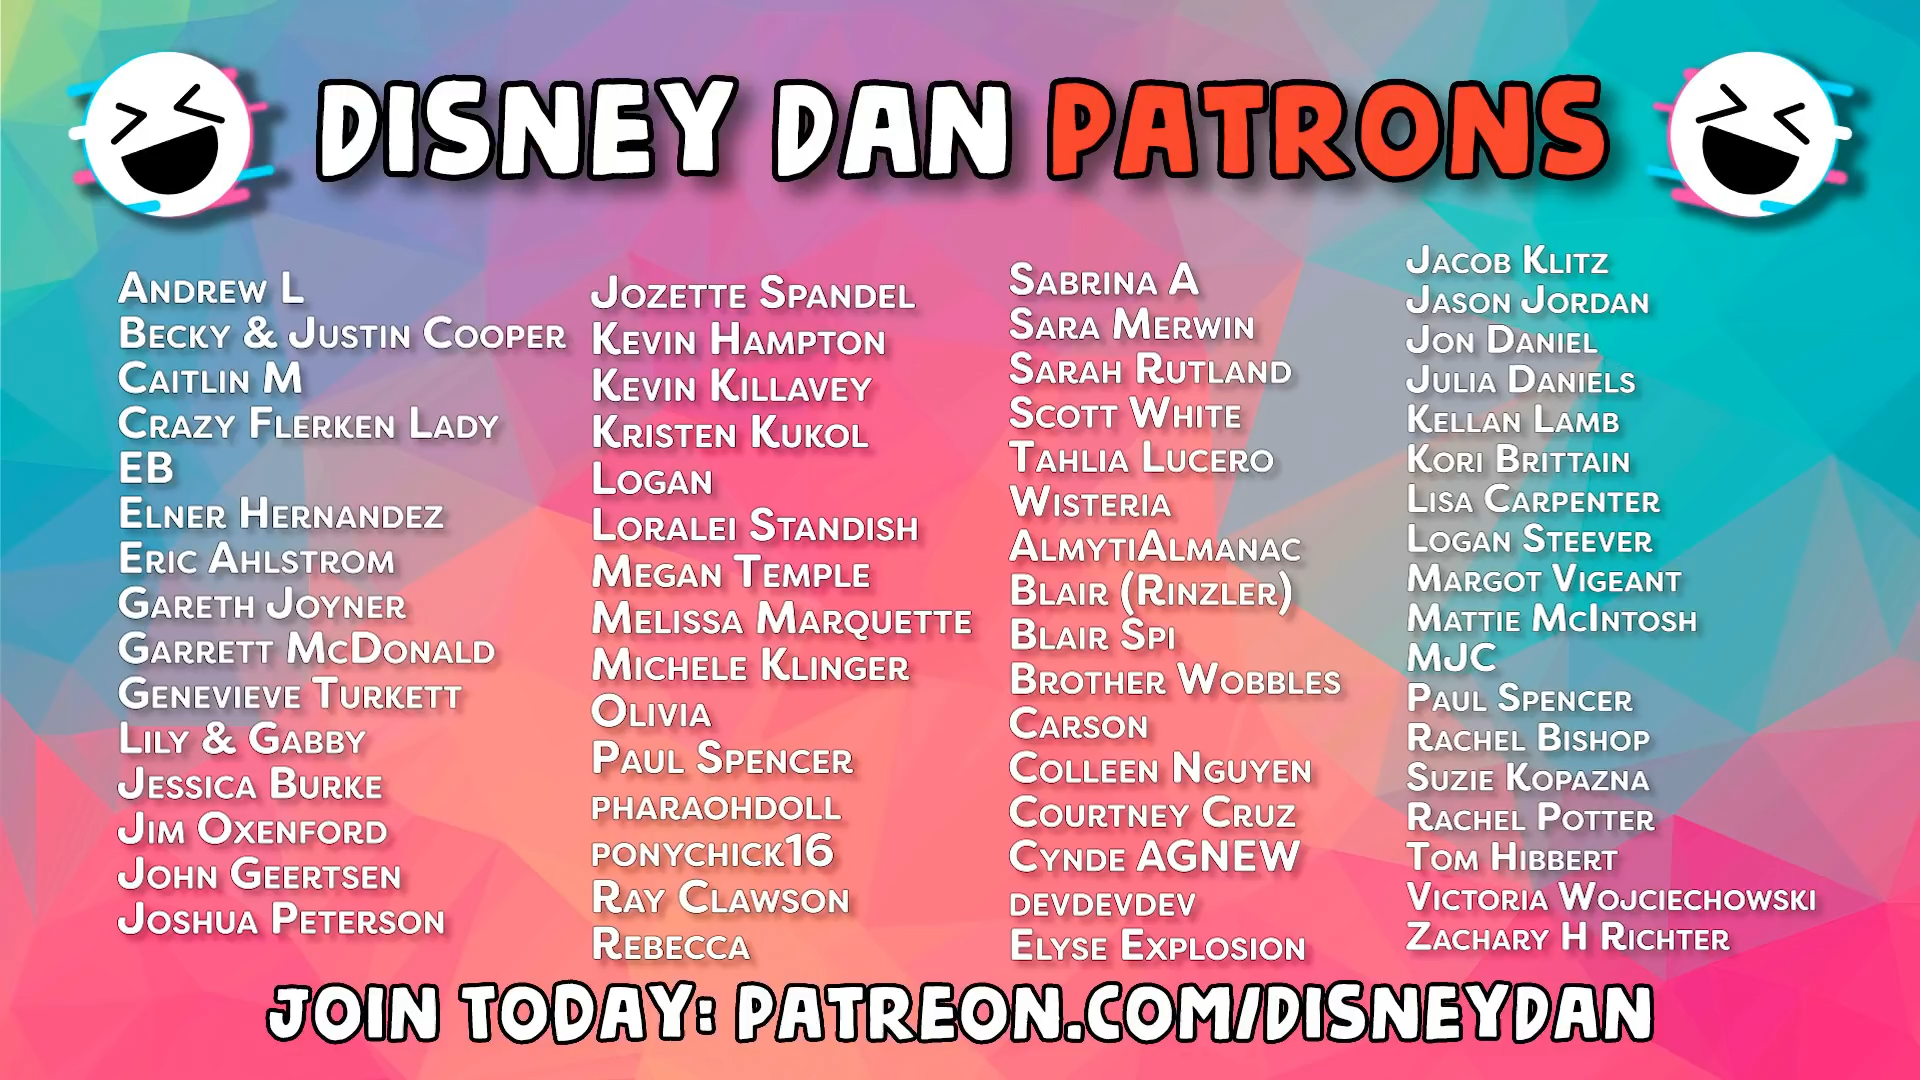 DISNEY DAN PATRONS
Andrew L
Becky & Justin Cooper
Caitlin M
Crazy Flerken Lady
EB
Elner Hernandez
Eric Ahlstrom
Gareth Joyner
Garrett McDonald
Genevieve Turkett
Lily & Gabby
Jessica Burke
Jim Oxenford
John Geertsen
Joshua Peterson
Jozette Spandel
Kevin Hampton
Kevin Killavey
Kristen Kukol
Logan
Loralei Standish
Megan Temple
Melissa Marquette
Michele Klinger
Olivia
Paul Spencer
pharaohdoll
ponychick16
Ray Clawson
Rebecca
Sabrina A
Sara Merwin
Sarah Rutland
Scott White
Tahlia Lucero
Wisteria
AlmytiAlmanac
Blair (Rinzler)
Blair Spi
Brother Wobbles
Carson
Colleen Nguyen
Courtney Cruz
Cynde AGNEW
devdevdev
Elyse Explosion
Jacob Klitz
Jason Jordan
Jon Daniel
Julia Daniels
Kellan Lamb
Kori Brittain
Lisa Carpenter
Logan Steever
Margot Vigeant
Mattie McIntosh
MJC
Paul Spencer
Rachel Bishop
Suzie Kopazna
Rachel Potter
Tom Hibbert
Victoria Wojciechowski
Zachary H Richter
JOIN TODAY: PATREON.COM/DISNEYDAN